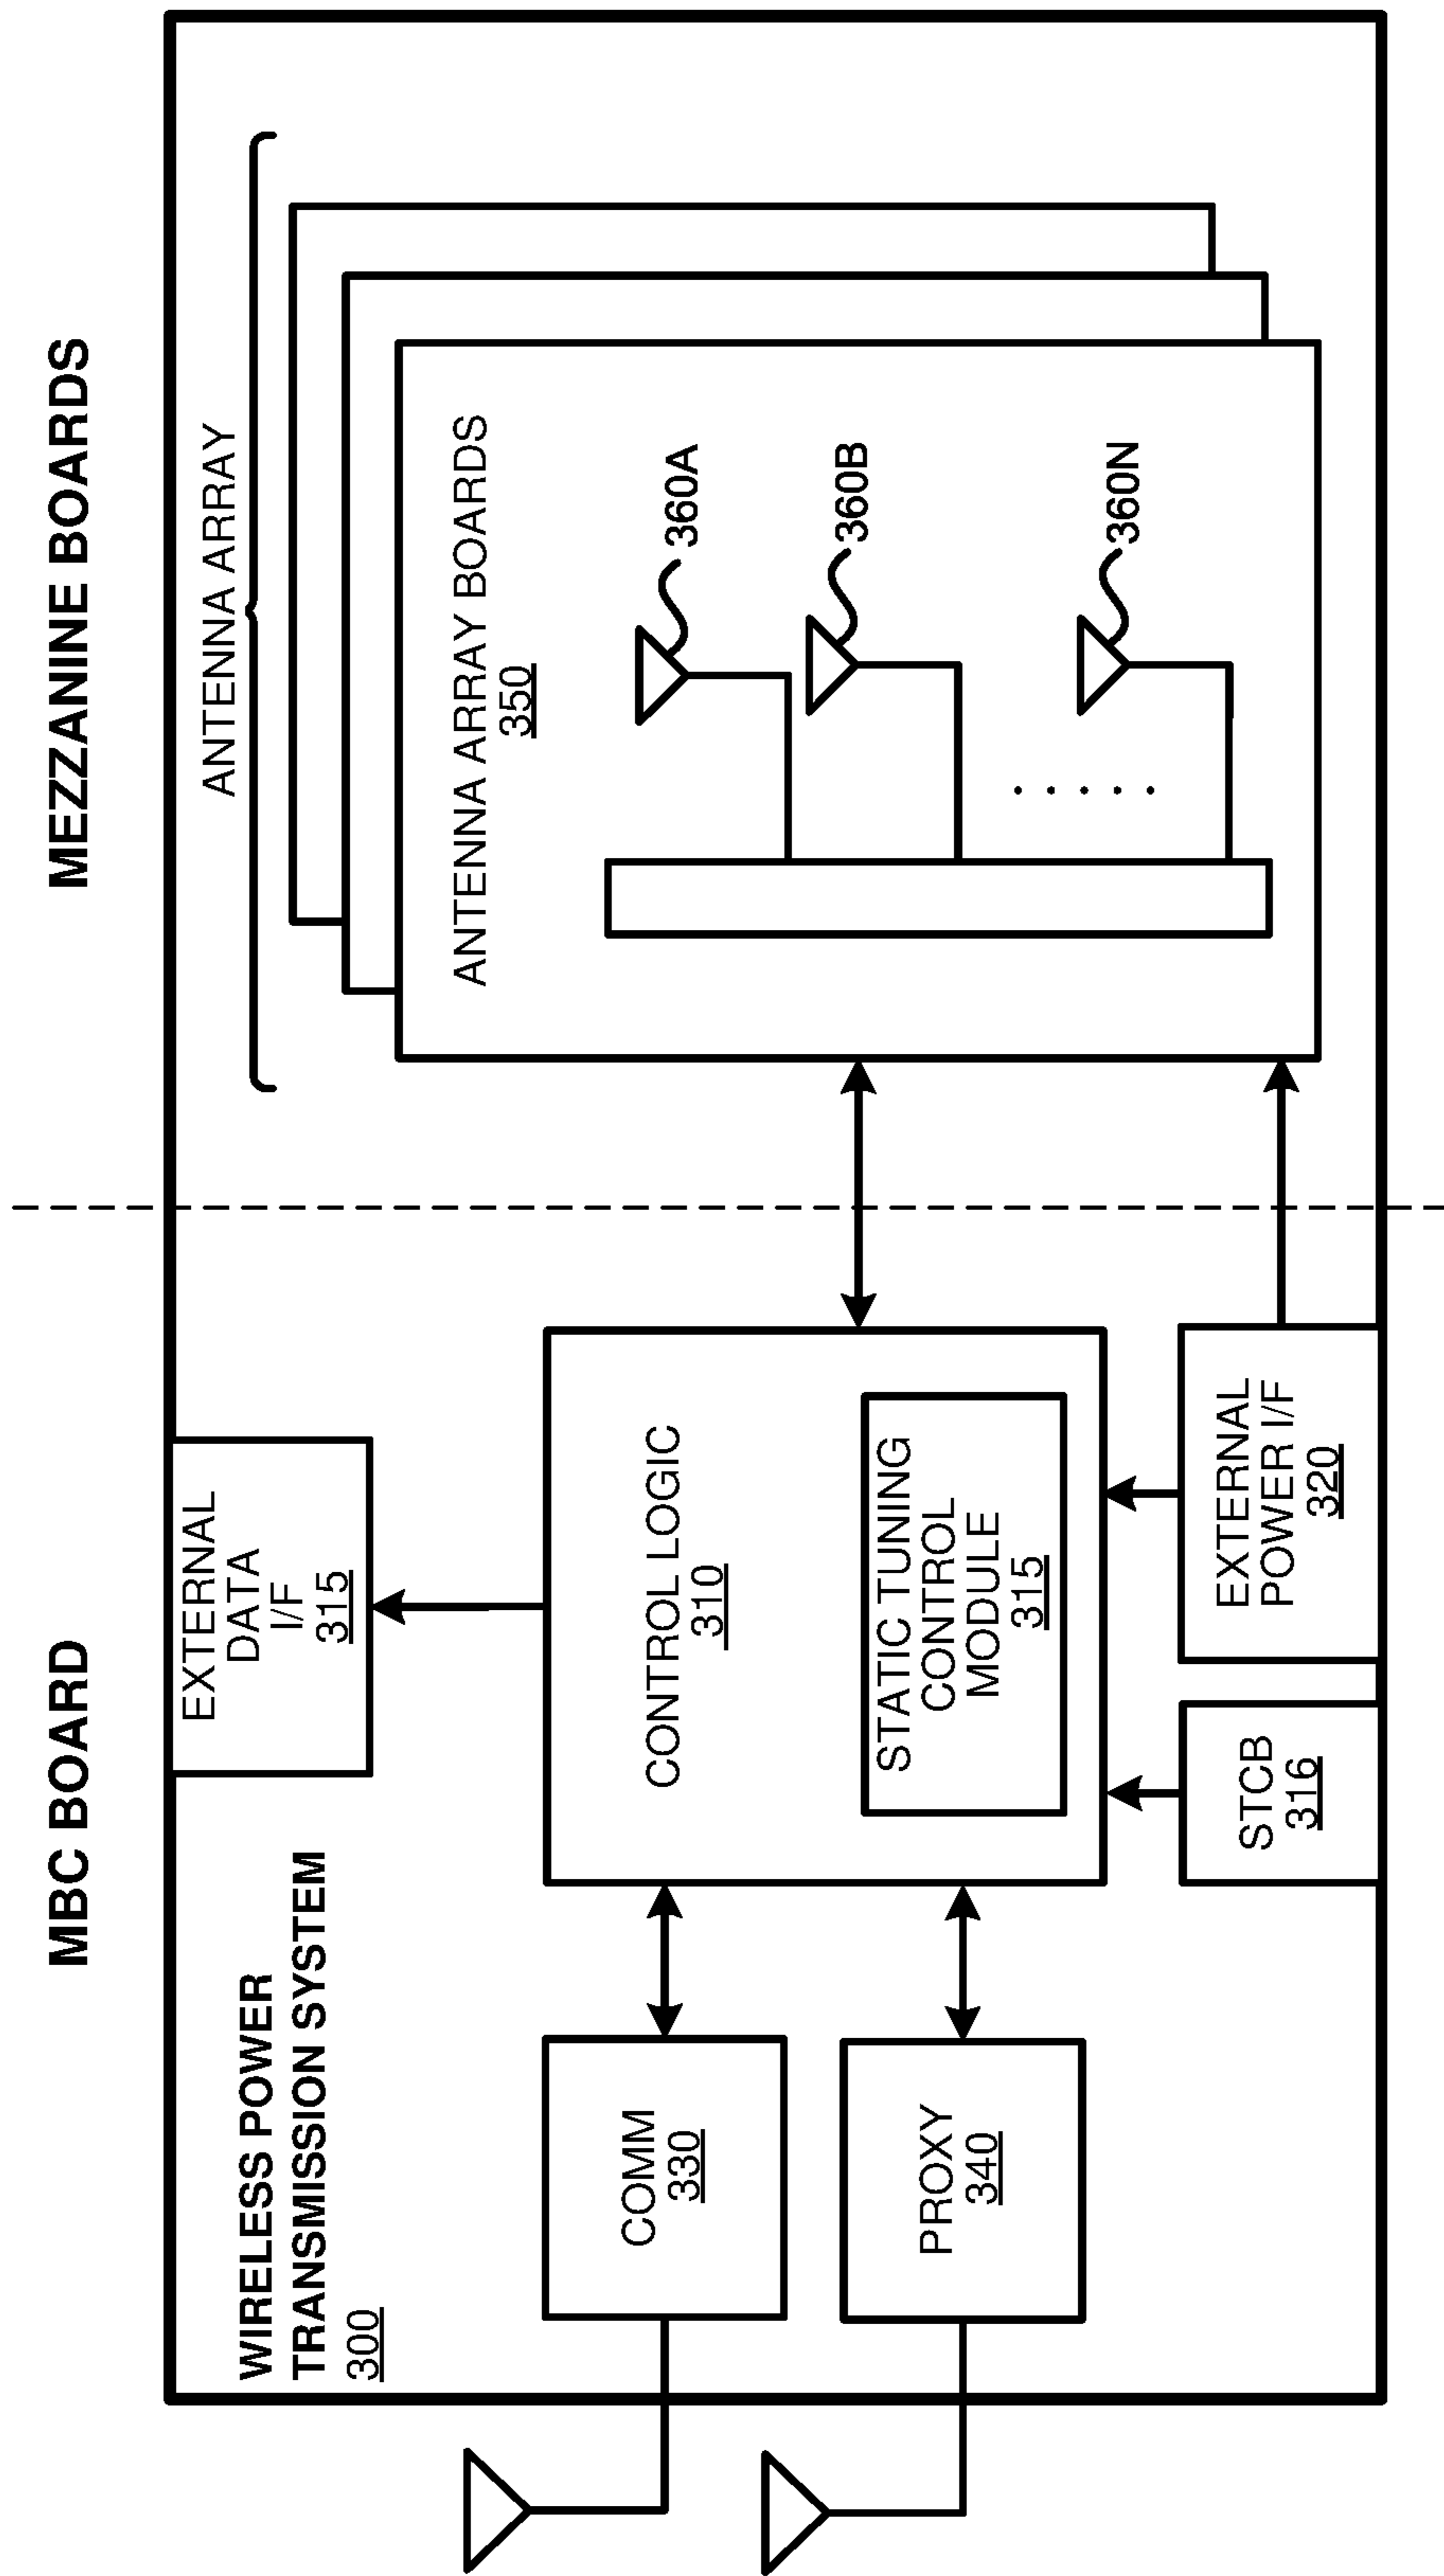 MBC BOARD
MEZZANINE BOARDS
WIRELESS POWER
TRANSMISSION SYSTEM
300
EXTERNAL
DATA
I/F
315
ANTENNA ARRAY
COMM
330
PROXY
340
CONTROL LOGIC
310
STATIC TUNING
CONTROL
MODULE
315
STCB
316
EXTERNAL
POWER I/F
320
ANTENNA ARRAY BOARDS
350
360A
360B
. . . . .
360N